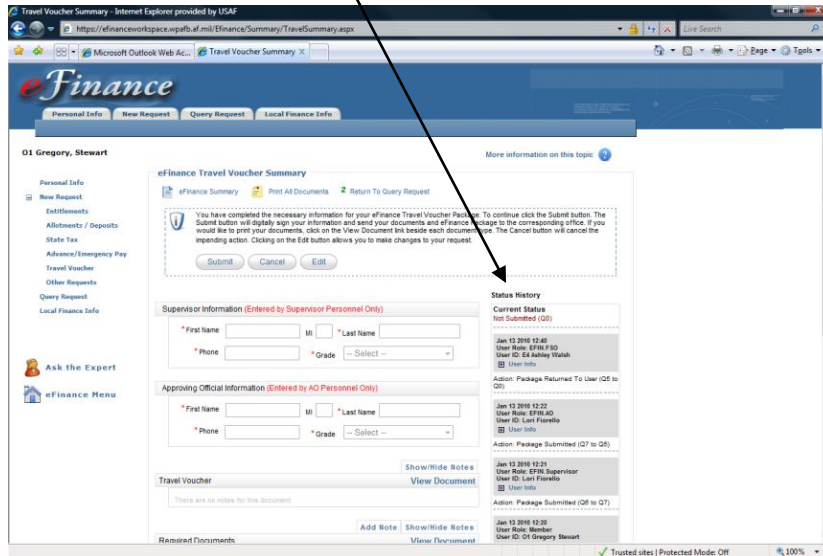 Travel Voucher Summary - Internet Explorer provided by USAF
https://efinanceworkspace.wpafb.af.mil/Efinance/Summary/TravelSummary.aspx
Live Search
Microsoft Outlook Web Ac...
Travel Voucher Summary
Page
Tools
eFinance
Personal Info
New Request
Query Request
Local Finance Info
O1 Gregory, Stewart
More information on this topic
Personal Info
New Request
Entitlements
Allotments / Deposits
State Tax
Advance/Emergency Pay
Travel Voucher
Other Requests
Query Request
Local Finance Info
Ask the Expert
eFinance Menu
eFinance Travel Voucher Summary
eFinance Summary
Print All Documents
2 Return To Query Request
You have completed the necessary information for your eFinance Travel Voucher Package. To continue click the Submit button. The
Submit button will digitally sign your information and send your documents and eFinance Package to the corresponding office. If you
would like to print your documents, click on the View Document link beside each document type. The Cancel button will cancel the
impending action. Clicking on the Edit button allows you to make changes to your request.
Submit
Cancel
Edit
Supervisor Information (Entered by Supervisor Personnel Only)
* First Name
MI
* Last Name
* Phone
* Grade
-- Select --
Approving Official Information (Entered by AO Personnel Only)
* First Name
MI
* Last Name
* Phone
* Grade
-- Select --
Show/Hide Notes
Travel Voucher
View Document
There are no notes for this document
Add Note
Show/Hide Notes
Required Documents
View Document
Status History
Current Status
Not Submitted (Q0)
Jan 13 2010 12:40
User Role: EFIN.FSO
User ID: E4 Ashley Walsh
User Info
Action: Package Returned To User (Q5 to
Q0)
Jan 13 2010 12:22
User Role: EFIN.AO
User ID: Lori Fiorello
User Info
Action: Package Submitted (Q7 to Q5)
Jan 13 2010 12:21
User Role: EFIN.Supervisor
User ID: Lori Fiorello
User Info
Action: Package Submitted (Q6 to Q7)
Jan 13 2010 12:20
User Role: Member
User ID: O1 Gregory Stewart
Trusted sites | Protected Mode: Off
100%